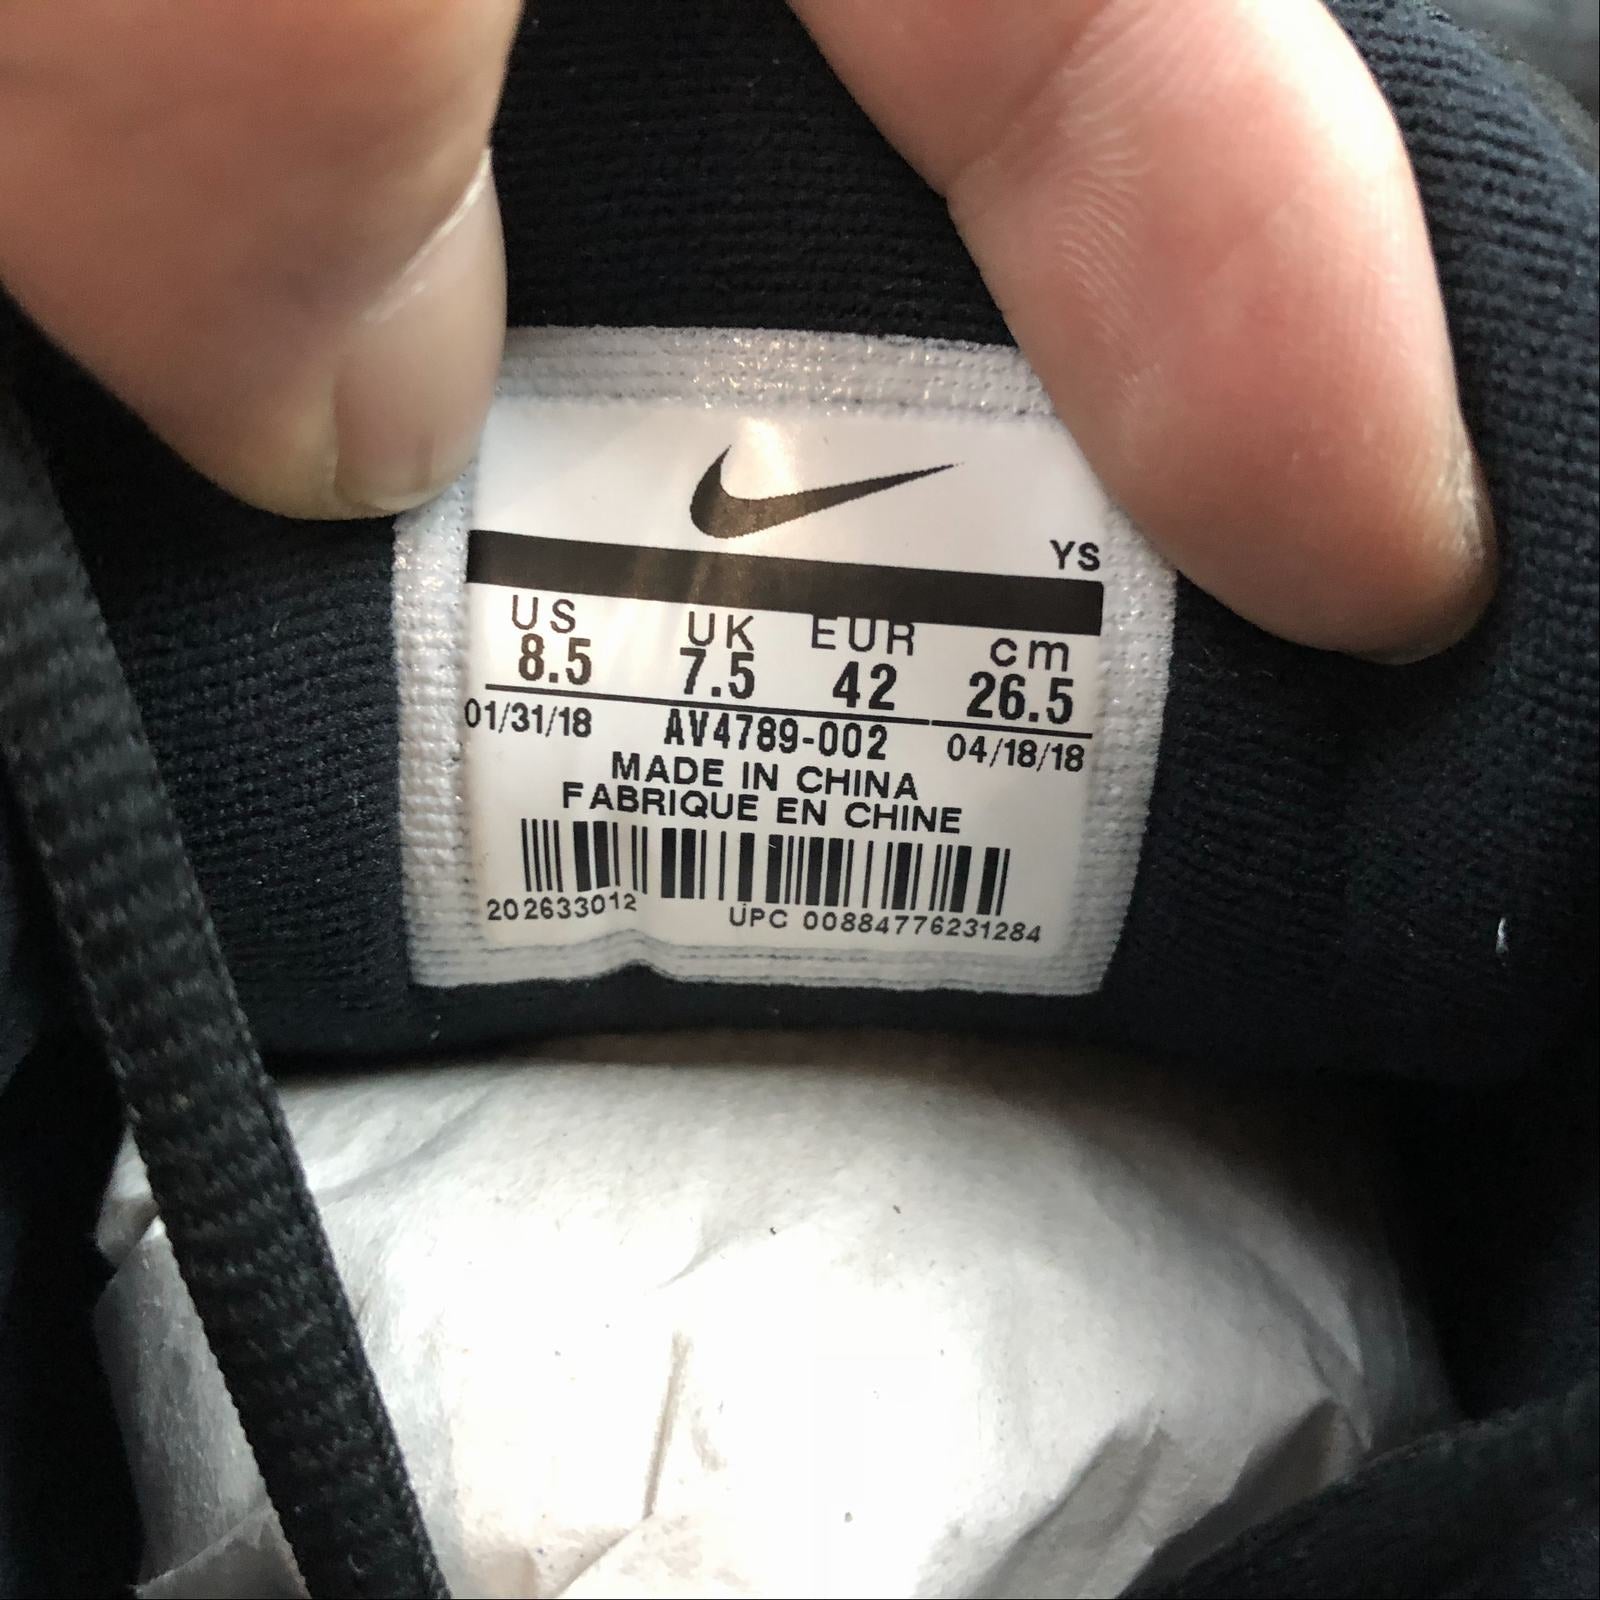 YS
US UK EUR cm
8.5 7.5 42 26.5
01/31/18 AV4789-002 04/18/18
MADE IN CHINA
FABRIQUE EN CHINE
202633012 UPC 00884776231284